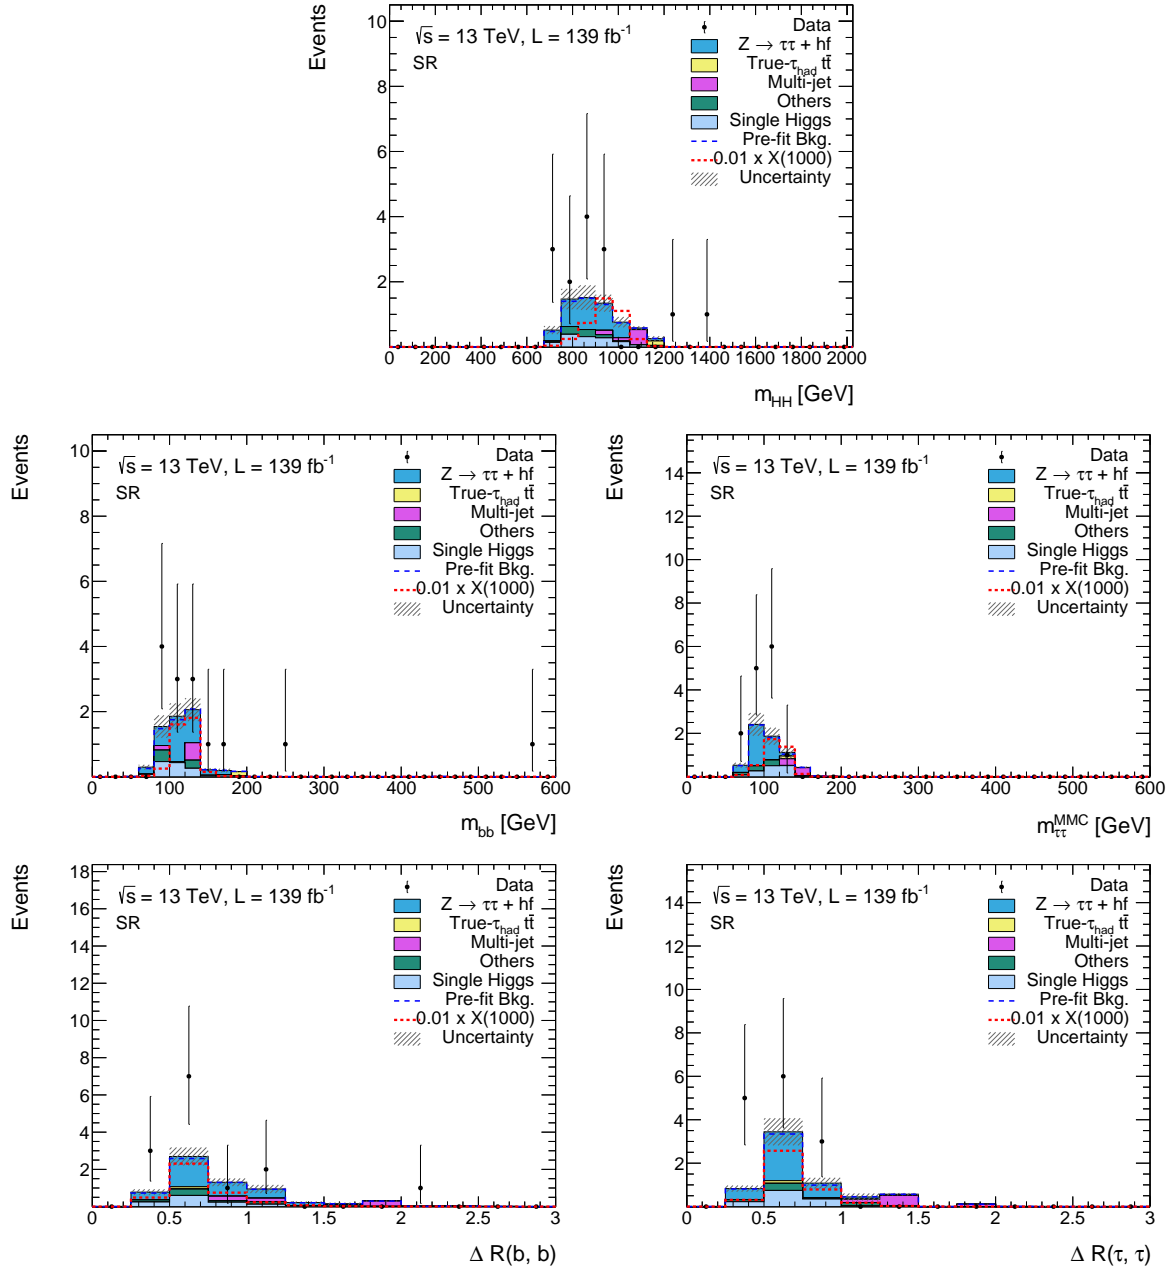 Events
10
8
6
4
2
√s = 13 TeV, L = 139 fb⁻¹
SR
Data
Z → ττ + hf
True-τ_had tt̄
Multi-jet
Others
Single Higgs
Pre-fit Bkg.
0.01 x X(1000)
Uncertainty
0 200 400 600 800 1000 1200 1400 1600 1800 2000
m_HH [GeV]
Events
10
8
6
4
2
√s = 13 TeV, L = 139 fb⁻¹
SR
Data
Z → ττ + hf
True-τ_had tt̄
Multi-jet
Others
Single Higgs
Pre-fit Bkg.
0.01 x X(1000)
Uncertainty
0 100 200 300 400 500 600
m_bb [GeV]
Events
14
12
10
8
6
4
2
√s = 13 TeV, L = 139 fb⁻¹
SR
Data
Z → ττ + hf
True-τ_had tt̄
Multi-jet
Others
Single Higgs
Pre-fit Bkg.
0.01 x X(1000)
Uncertainty
0 100 200 300 400 500 600
m_ττ^MMC [GeV]
Events
18
16
14
12
10
8
6
4
2
√s = 13 TeV, L = 139 fb⁻¹
SR
Data
Z → ττ + hf
True-τ_had tt̄
Multi-jet
Others
Single Higgs
Pre-fit Bkg.
0.01 x X(1000)
Uncertainty
0 0.5 1 1.5 2 2.5 3
Δ R(b, b)
Events
14
12
10
8
6
4
2
√s = 13 TeV, L = 139 fb⁻¹
SR
Data
Z → ττ + hf
True-τ_had tt̄
Multi-jet
Others
Single Higgs
Pre-fit Bkg.
0.01 x X(1000)
Uncertainty
0 0.5 1 1.5 2 2.5 3
Δ R(τ, τ)